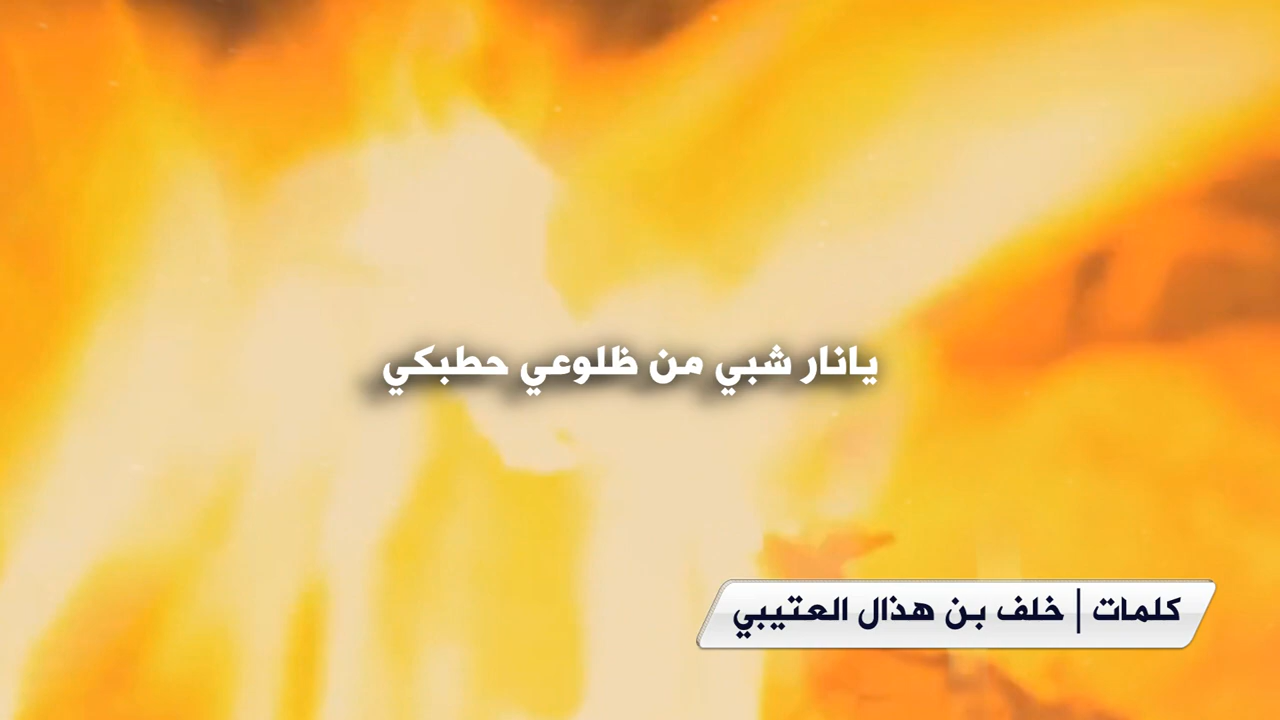 يانار شبي من ظلوعي حطبكي
كلمات | خلف بن هذال العتيبي